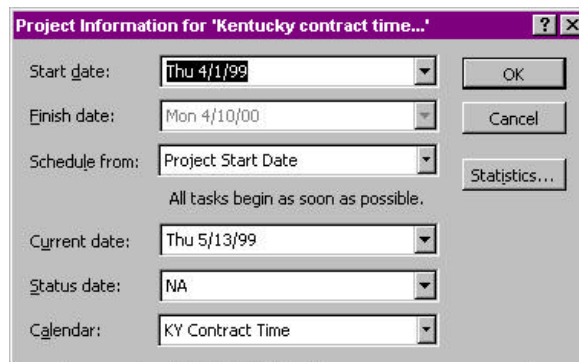 Project Information for 'Kentucky contract time...'
Start date: Thu 4/1/99 OK
Finish date: Mon 4/10/00 Cancel
Schedule from: Project Start Date Statistics...
All tasks begin as soon as possible.
Current date: Thu 5/13/99
Status date: NA
Calendar: KY Contract Time